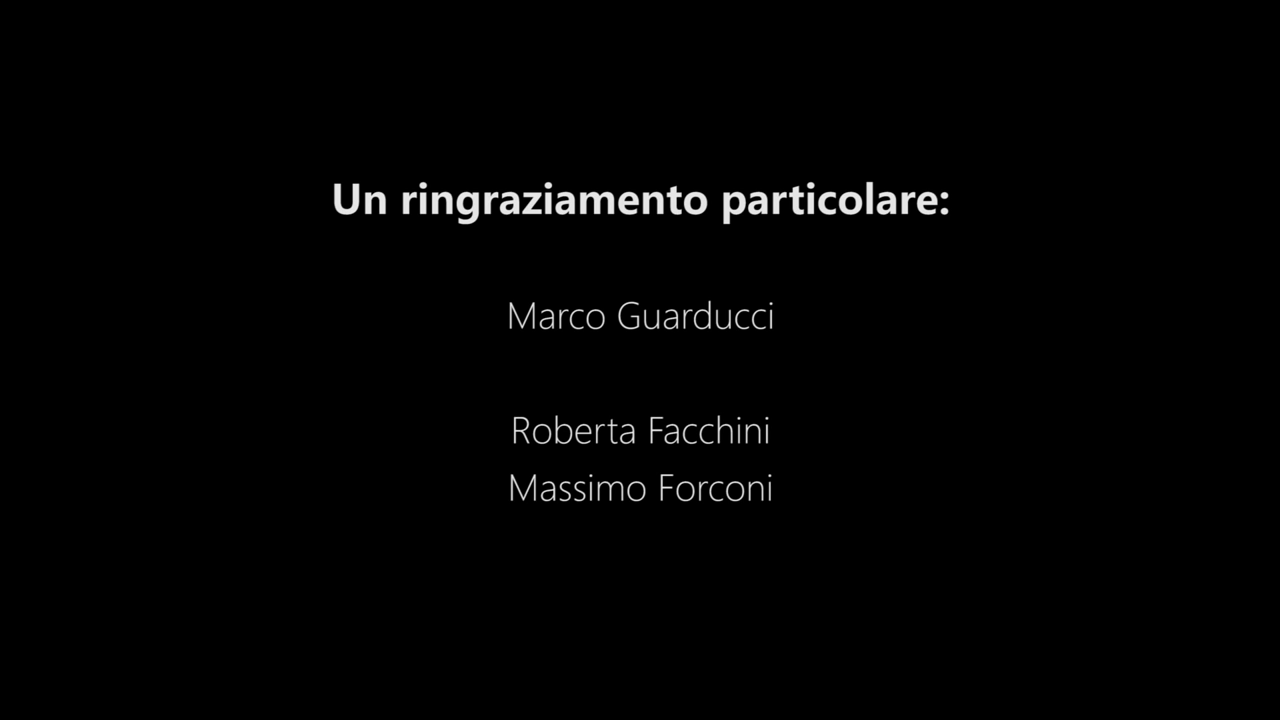 Un ringraziamento particolare:
Marco Guarducci
Roberta Facchini
Massimo Forconi